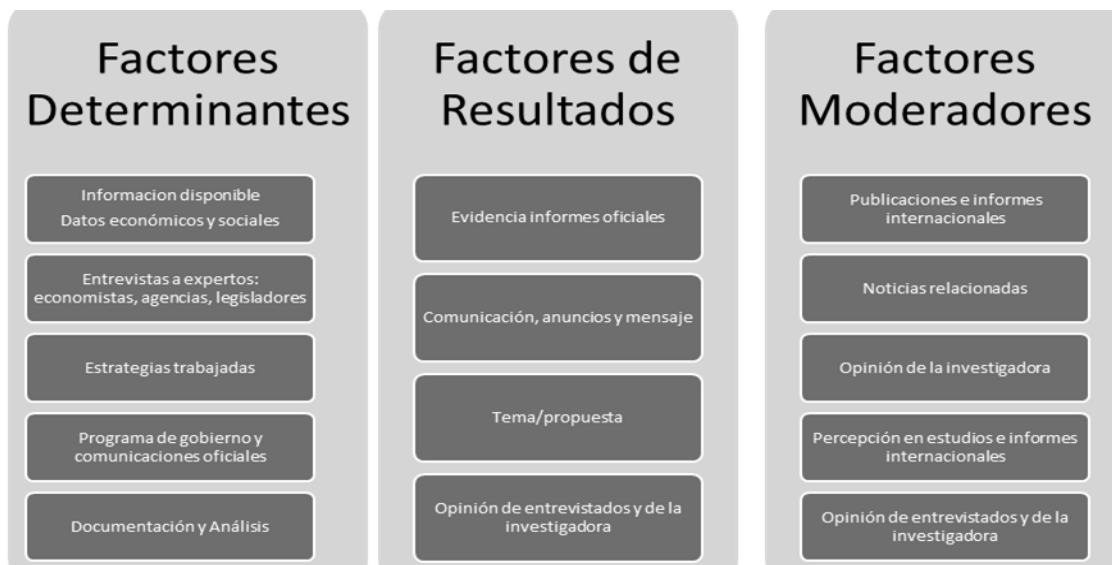 Factores
Determinantes
Informacion disponible
Datos económicos y sociales
Entrevistas a expertos:
economistas, agencias, legisladores
Estrategias trabajadas
Programa de gobierno y
comunicaciones oficiales
Documentación y Análisis
Factores de
Resultados
Evidencia informes oficiales
Comunicación, anuncios y mensaje
Tema/propuesta
Opinión de entrevistados y de la
investigadora
Factores
Moderadores
Publicaciones e informes
internacionales
Noticias relacionadas
Opinión de la investigadora
Percepción en estudios e informes
internacionales
Opinión de entrevistados y de la
investigadora